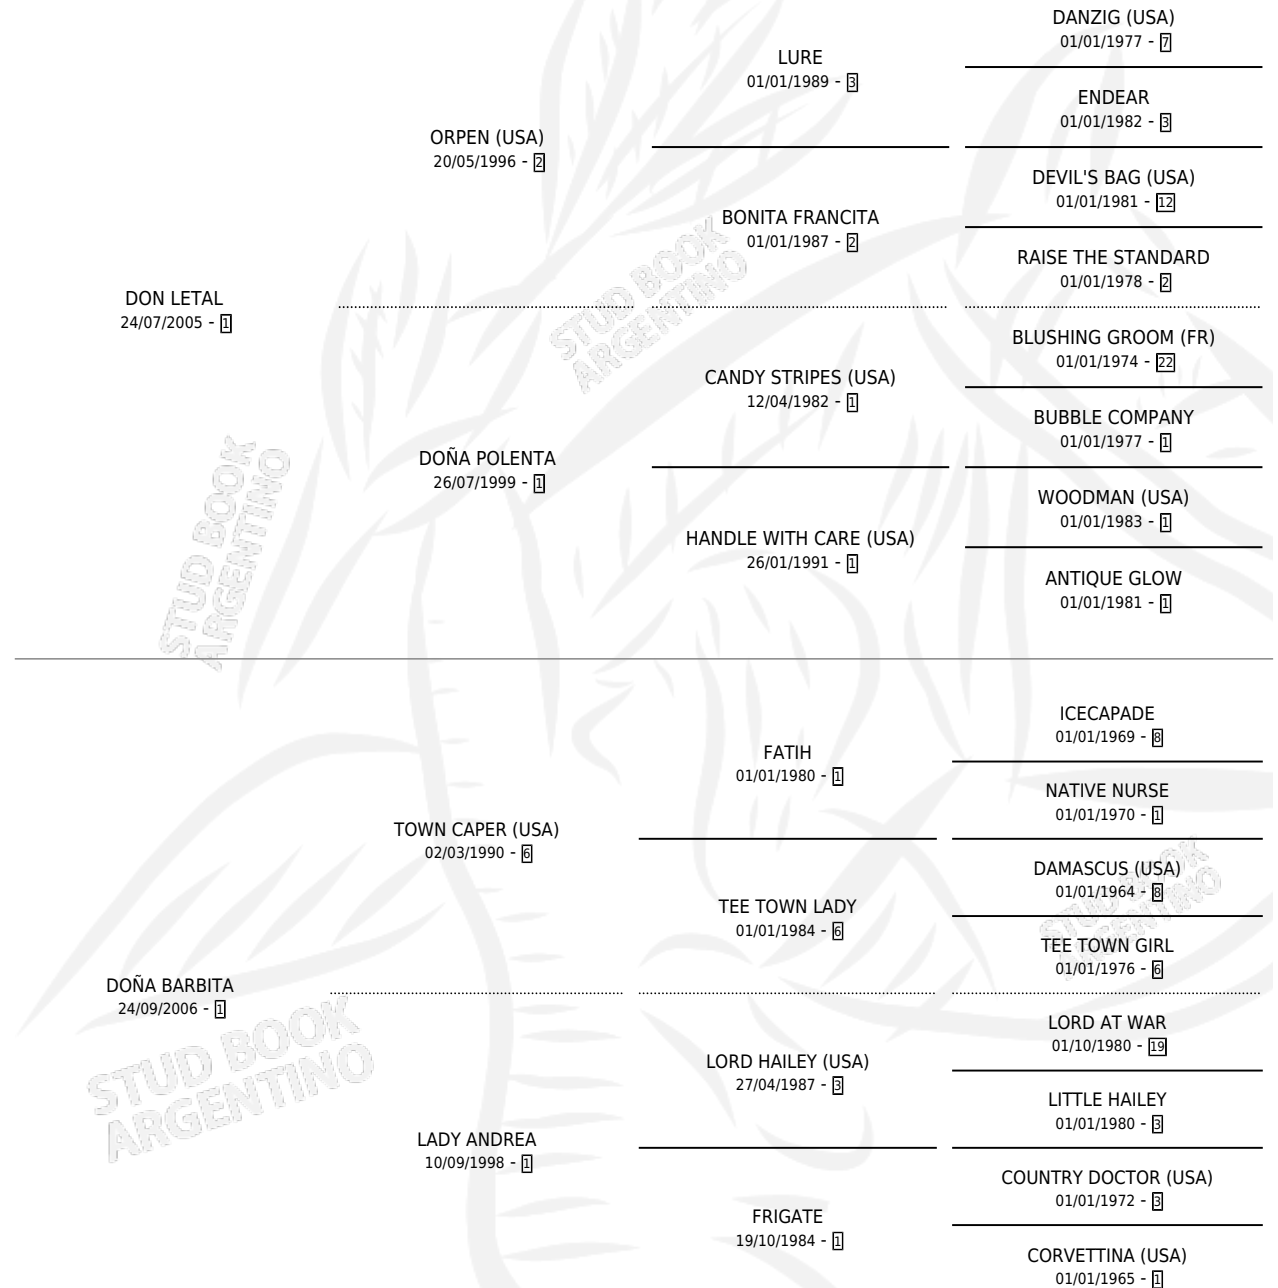 DANZIG (USA)
01/01/1977 - 7
LURE
01/01/1989 - 3
ENDEAR
01/01/1982 - 3
ORPEN (USA)
20/05/1996 - 2
DEVIL'S BAG (USA)
01/01/1981 - 12
BONITA FRANCITA
01/01/1987 - 2
RAISE THE STANDARD
01/01/1978 - 2
DON LETAL
24/07/2005 - 1
BLUSHING GROOM (FR)
01/01/1974 - 22
CANDY STRIPES (USA)
12/04/1982 - 1
BUBBLE COMPANY
01/01/1977 - 1
DOÑA POLENTA
26/07/1999 - 1
WOODMAN (USA)
01/01/1983 - 1
HANDLE WITH CARE (USA)
26/01/1991 - 1
ANTIQUE GLOW
01/01/1981 - 1
STUD BOOK
ARGENTINO
STUD BOOK
ARGENTINO
ICECAPADE
01/01/1969 - 8
FATIH
01/01/1980 - 1
NATIVE NURSE
01/01/1970 - 1
TOWN CAPER (USA)
02/03/1990 - 6
DAMASCUS (USA)
01/01/1964 - 8
TEE TOWN LADY
01/01/1984 - 6
TEE TOWN GIRL
01/01/1976 - 6
STUD BOOK
ARGENTINO
DOÑA BARBITA
24/09/2006 - 1
LORD AT WAR
01/10/1980 - 19
LORD HAILEY (USA)
27/04/1987 - 3
LITTLE HAILEY
01/01/1980 - 3
STUD BOOK
ARGENTINO
LADY ANDREA
10/09/1998 - 1
COUNTRY DOCTOR (USA)
01/01/1972 - 3
FRIGATE
19/10/1984 - 1
CORVETTINA (USA)
01/01/1965 - 1